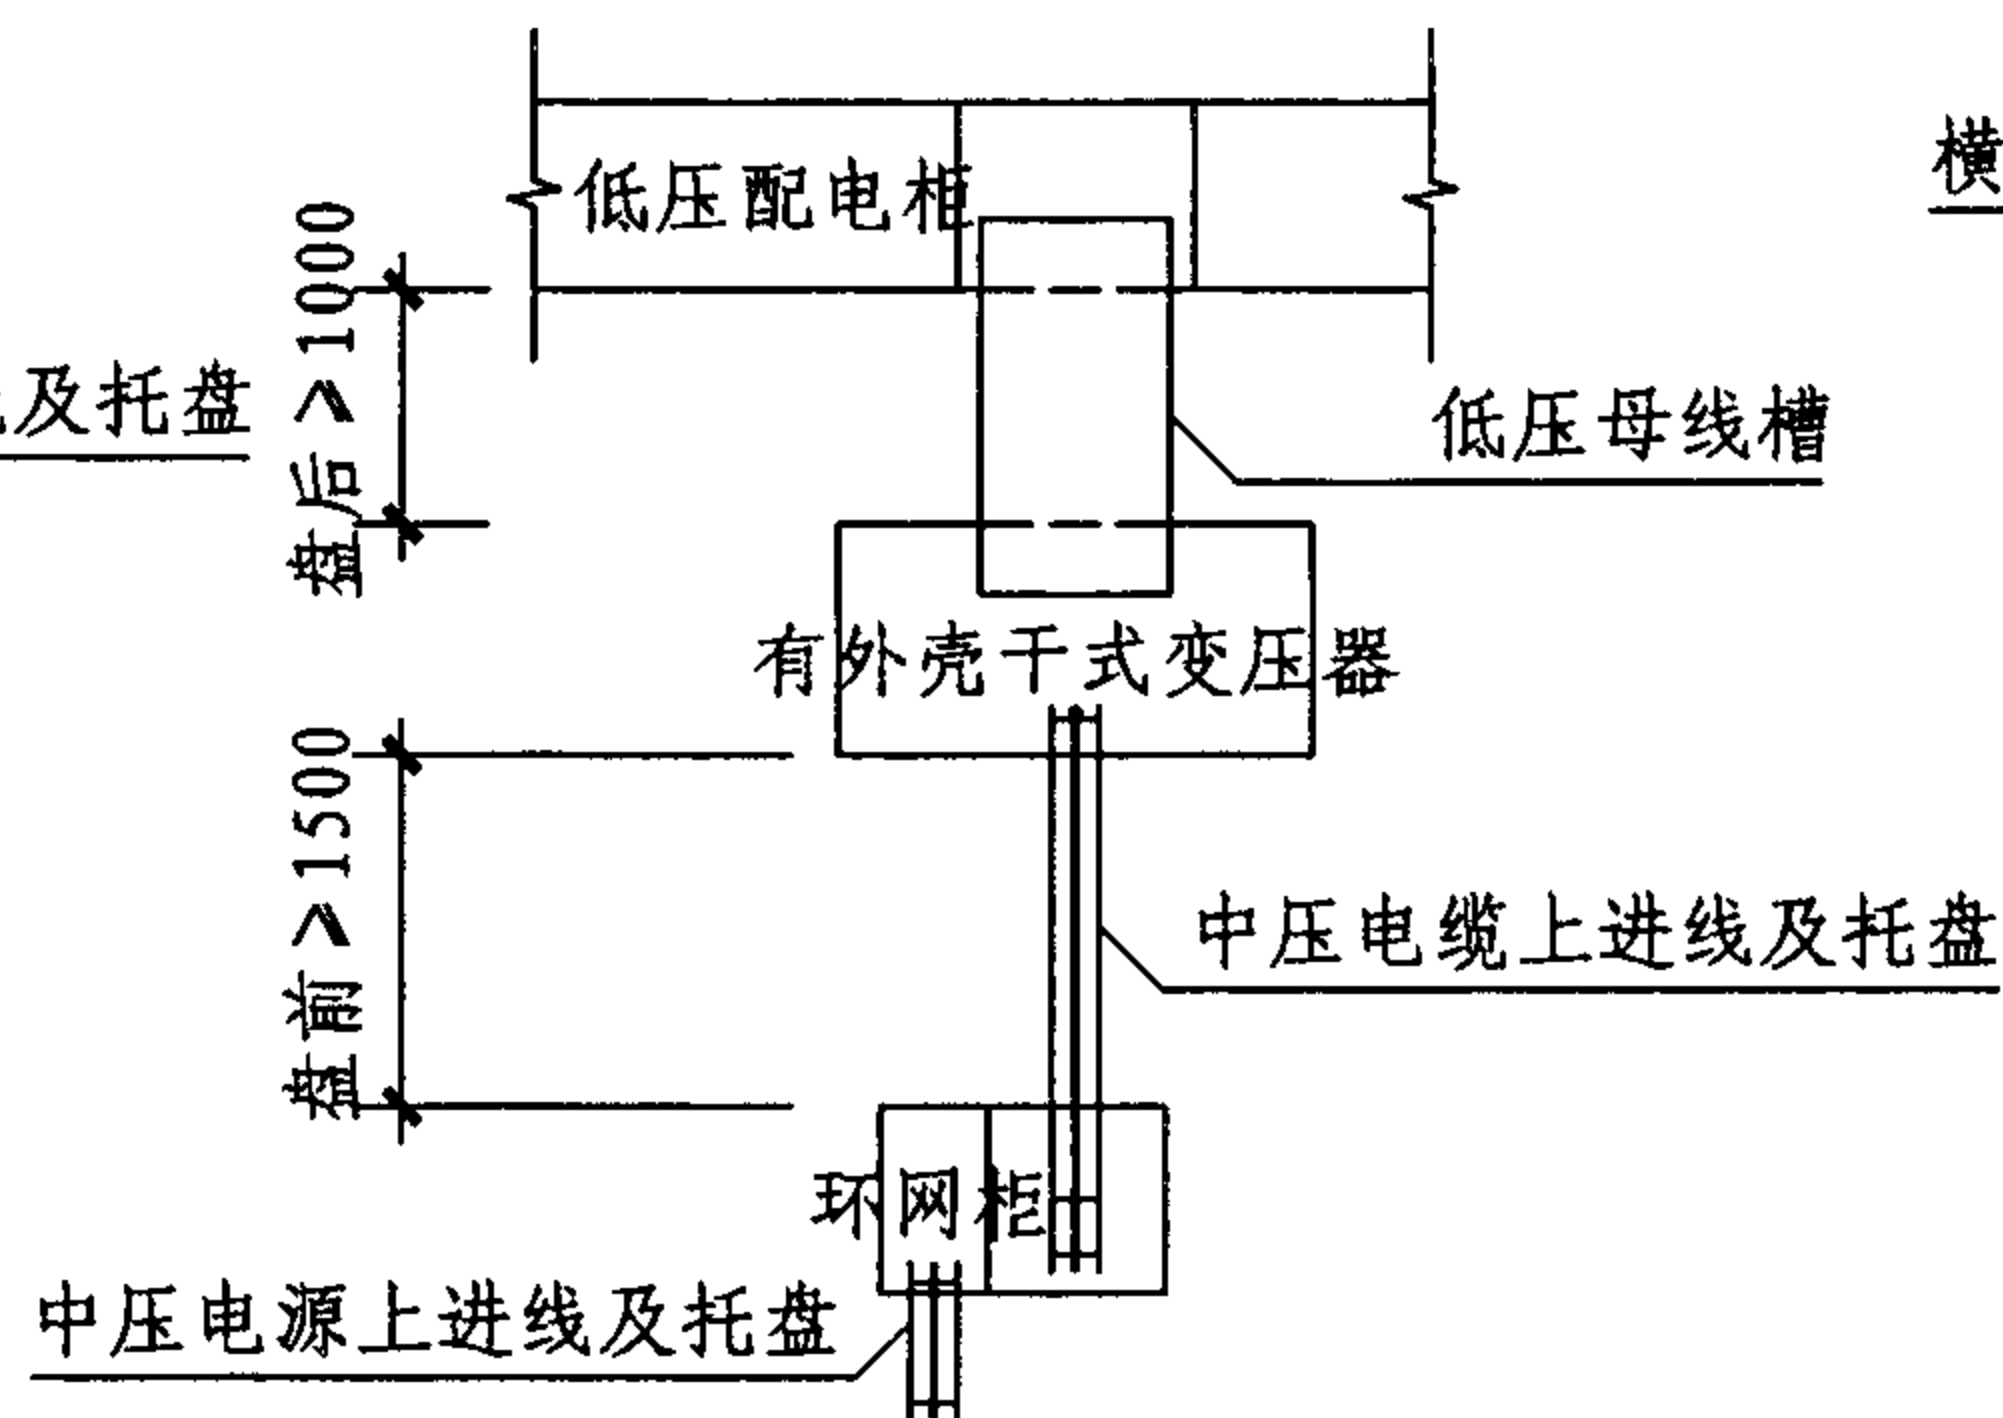 横
低压配电柜
盘后≥1000
及托盘
低压母线槽
有外壳干式变压器
盘前≥1500
中压电缆上进线及托盘
环网柜
中压电源上进线及托盘